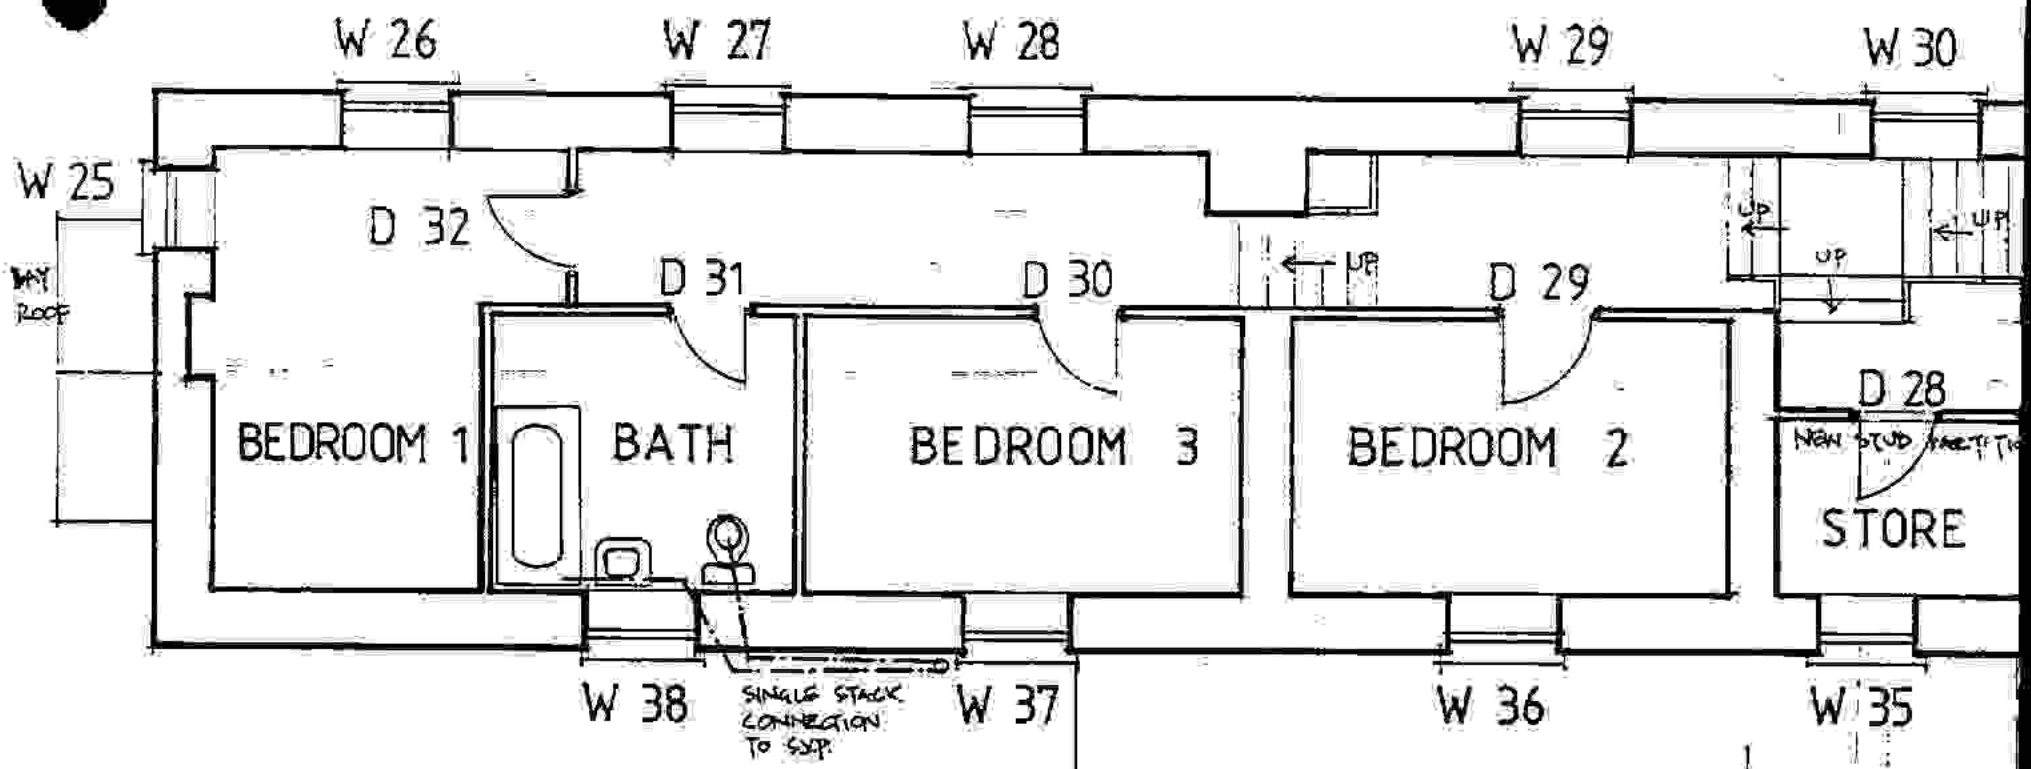 W 26 W 27 W 28 W 29 W 30
W 25
D 32
UP UP
UP
UP
D 31 D 30 D 29
BAY
ROOF
D 28
BEDROOM 1 BATH BEDROOM 3 BEDROOM 2
NEW STUD
STORE
W 38 W 37 W 36 W 35
SINGLE STACK
CONNECTION
TO S.V.P.